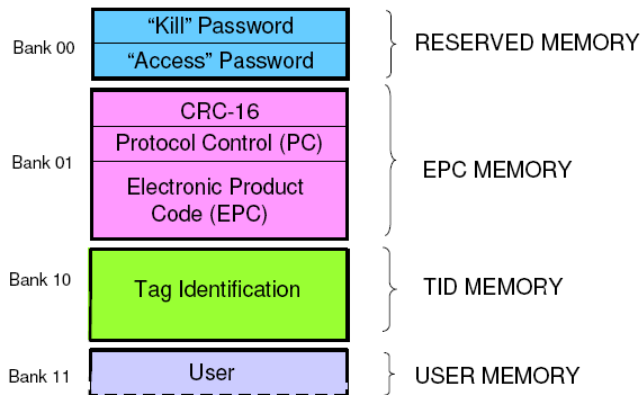 Bank 00
“Kill” Password
“Access” Password
RESERVED MEMORY
Bank 01
CRC-16
Protocol Control (PC)
Electronic Product
Code (EPC)
EPC MEMORY
Bank 10
Tag Identification
TID MEMORY
Bank 11
User
USER MEMORY